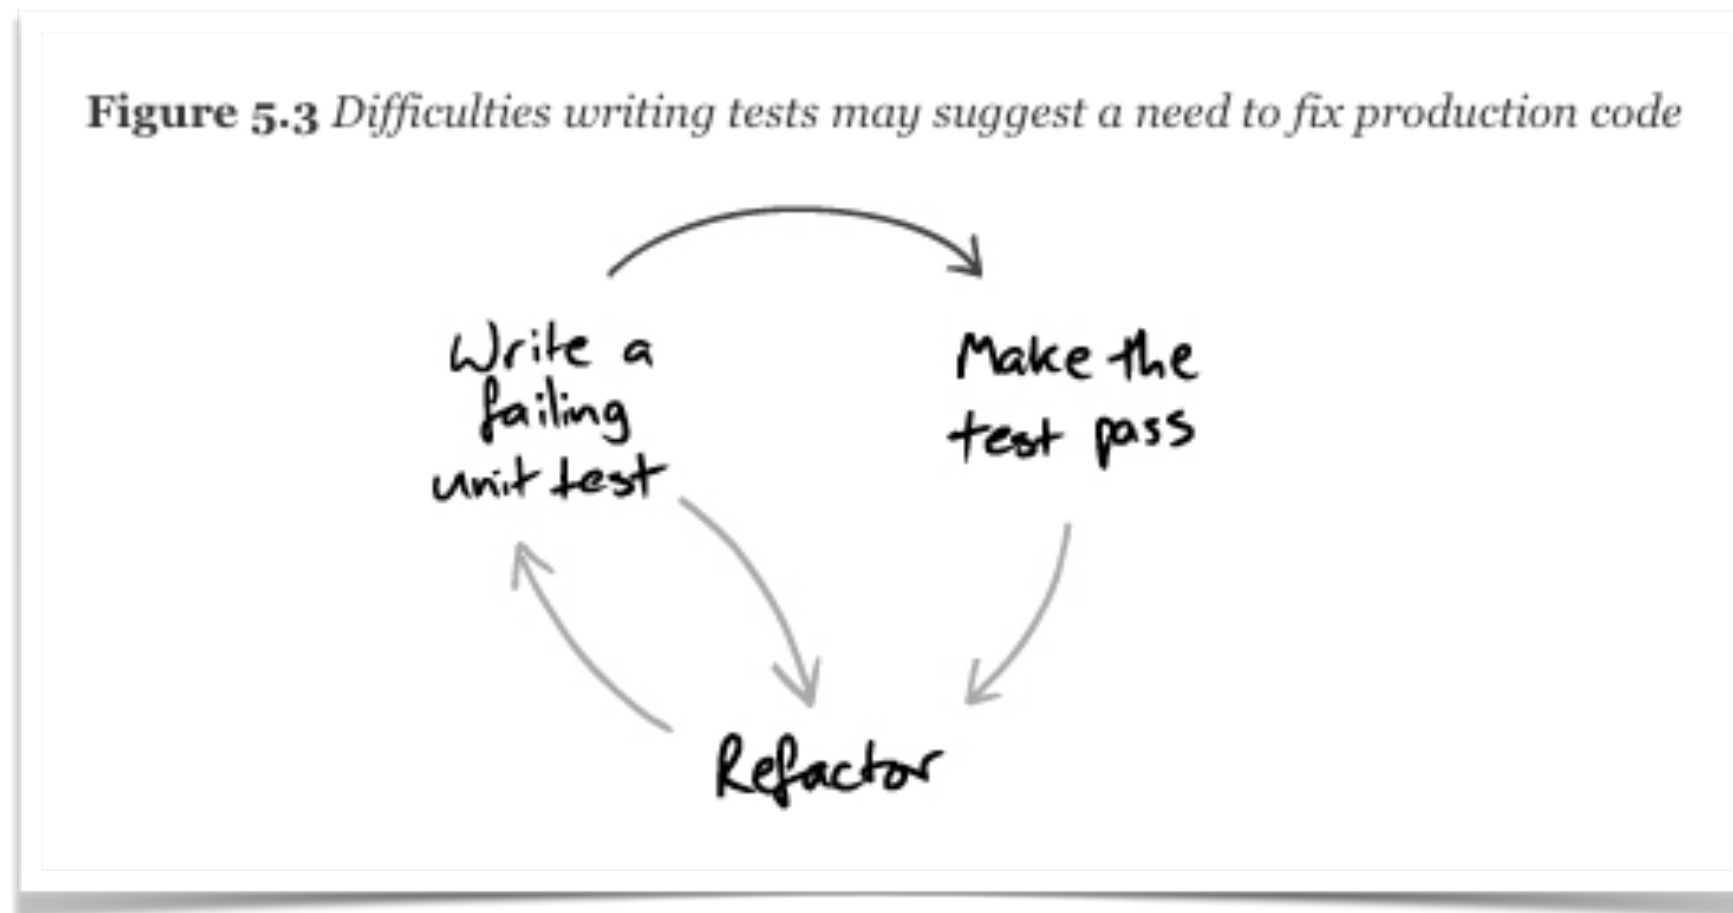 Figure 5.3 Difficulties writing tests may suggest a need to fix production code
Write a
failing
unit test
Make the
test pass
Refactor